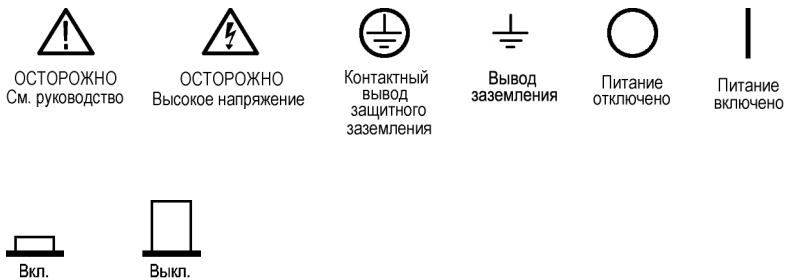 ОСТОРОЖНО
См. руководство
ОСТОРОЖНО
Высокое напряжение
Контактный
вывод
защитного
заземления
Вывод
заземления
Питание
отключено
Питание
включено
Вкл.
Выкл.